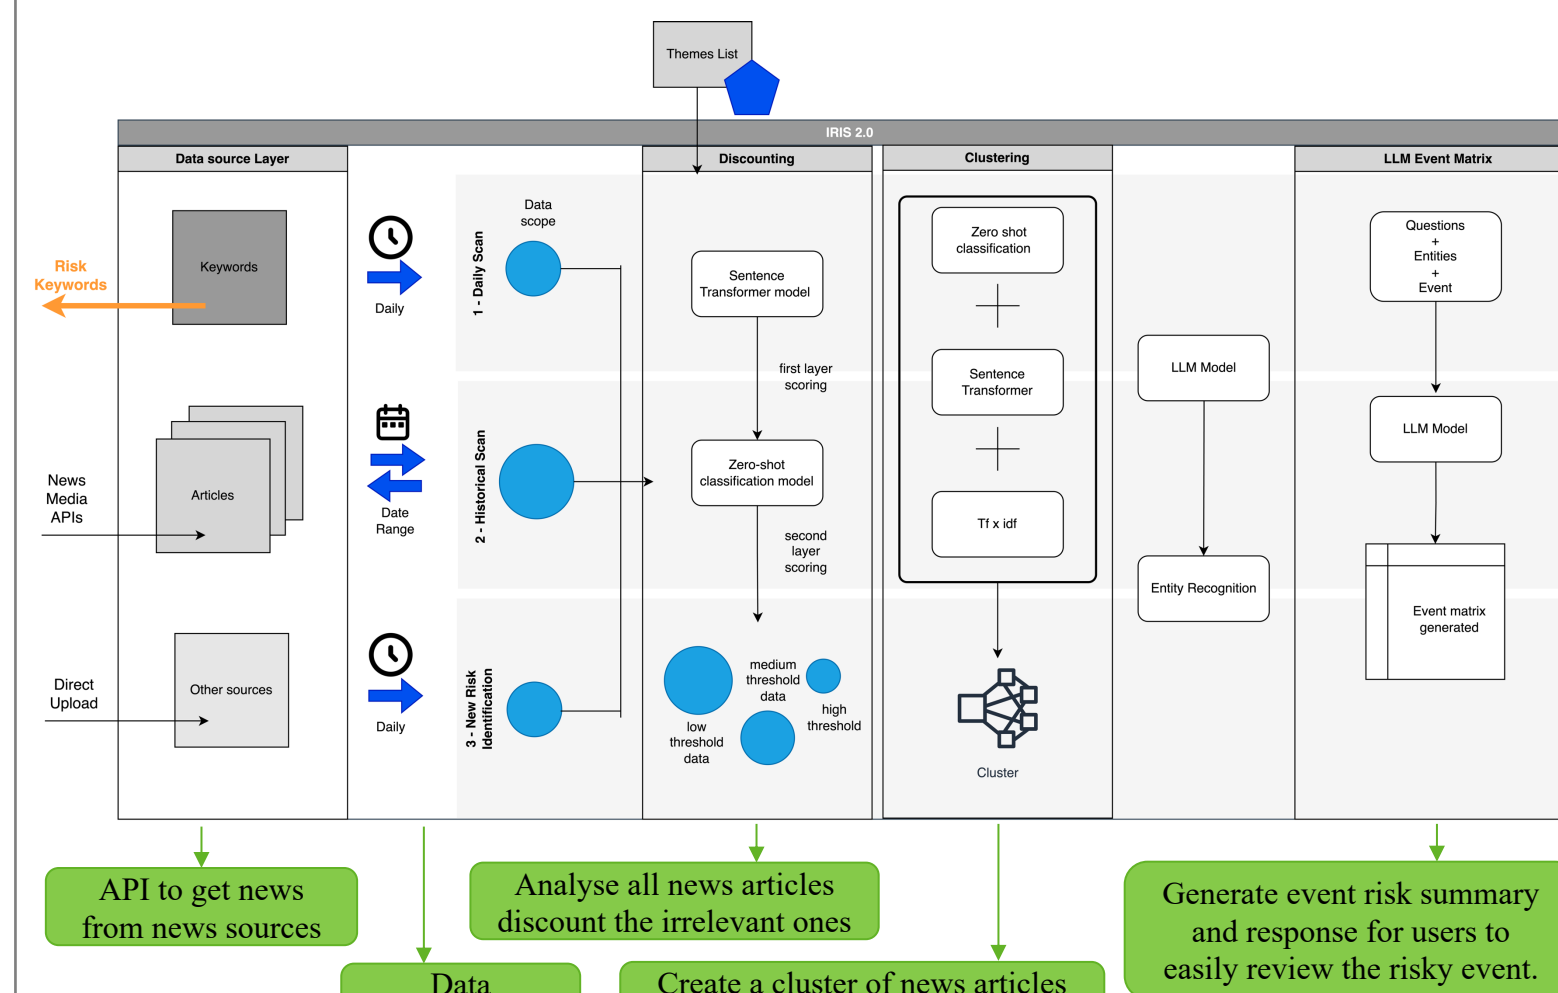 Themes List
IRIS 2.0
Data source Layer
Discounting
Clustering
LLM Event Matrix
Keywords
Risk
Keywords
Daily
1 - Daily Scan
Data
scope
Sentence
Transformer model
first layer
scoring
Zero shot
classification
Sentence
Transformer
Tf x idf
LLM Model
Entity Recognition
Questions
+
Entities
+
Event
LLM Model
Event matrix
generated
News
Media
APIs
Articles
Date
Range
2 - Historical Scan
Zero-shot
classification model
second
layer
scoring
Direct
Upload
Other sources
Daily
3 - New Risk
Identification
low
threshold
data
medium
threshold
data
high
threshold
Cluster
API to get news
from news sources
Analyse all news articles
discount the irrelevant ones
Generate event risk summary
and response for users to
easily review the risky event.
Data
Create a cluster of news articles